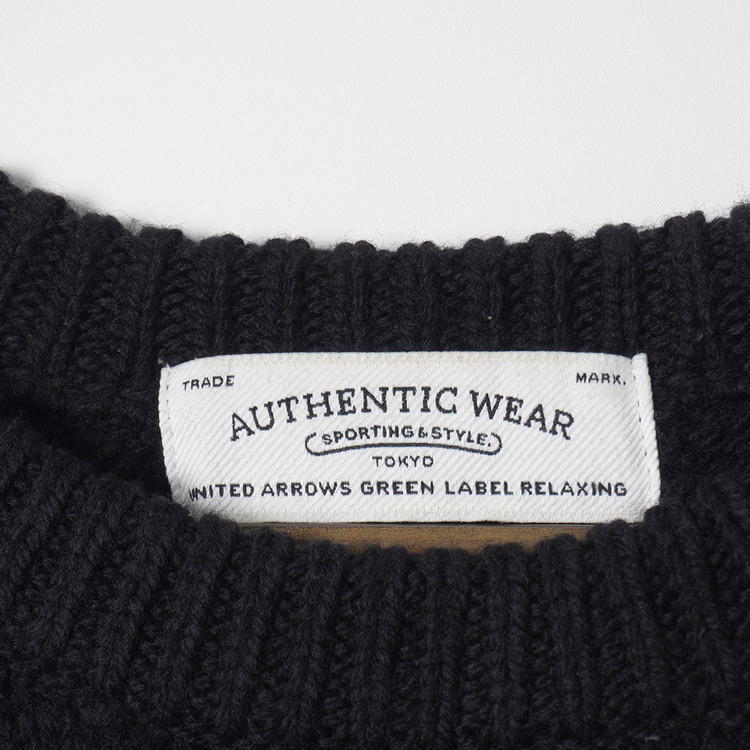 TRADE MARK.
AUTHENTIC WEAR
SPORTING & STYLE.
TOKYO
UNITED ARROWS GREEN LABEL RELAXING